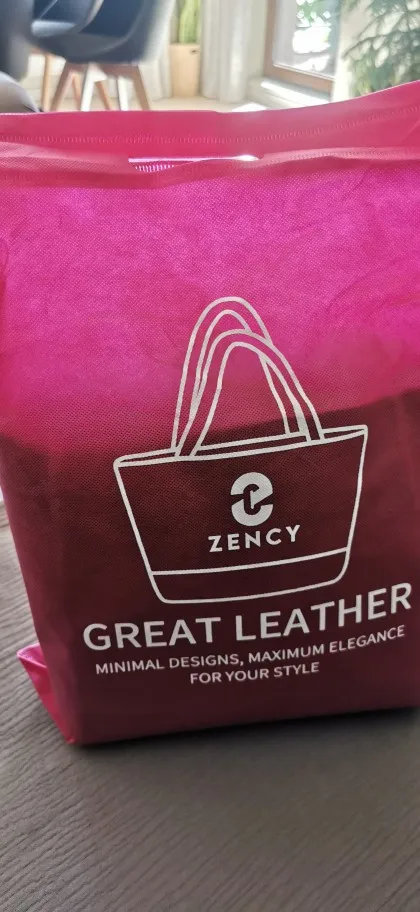 ZENCY
GREAT LEATHER
MINIMAL DESIGNS, MAXIMUM ELEGANCE
FOR YOUR STYLE